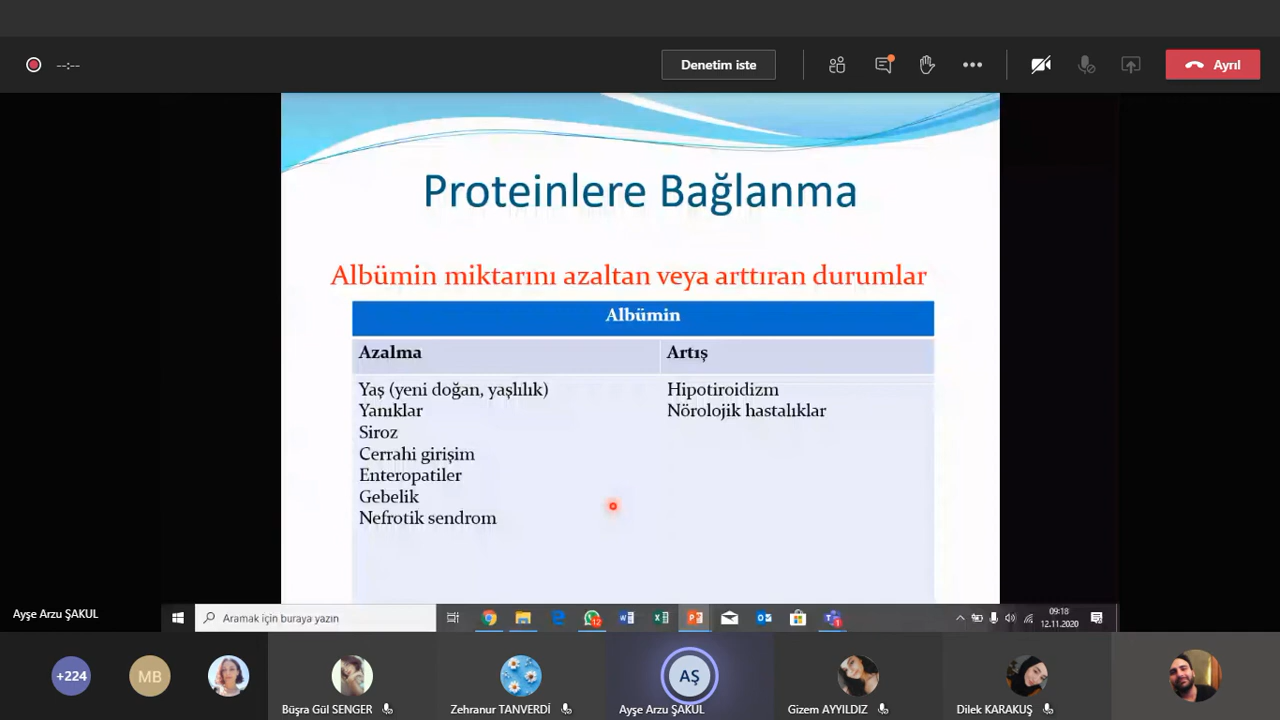 --:--
Denetim iste
Ayrıl
Proteinlere Bağlanma
Albümin miktarını azaltan veya arttıran durumlar
Albümin
Azalma
Artış
Yaş (yeni doğan, yaşlılık)
Yanıklar
Siroz
Cerrahi girişim
Enteropatiler
Gebelik
Nefrotik sendrom
Hipotiroidizm
Nörolojik hastalıklar
Ayşe Arzu ŞAKUL
Aramak için buraya yazın
12
1
09:18
12.11.2020
+224
MB
AŞ
Büşra Gül SENGER
Zehranur TANVERDİ
Ayşe Arzu ŞAKUL
Gizem AYYILDIZ
Dilek KARAKUŞ